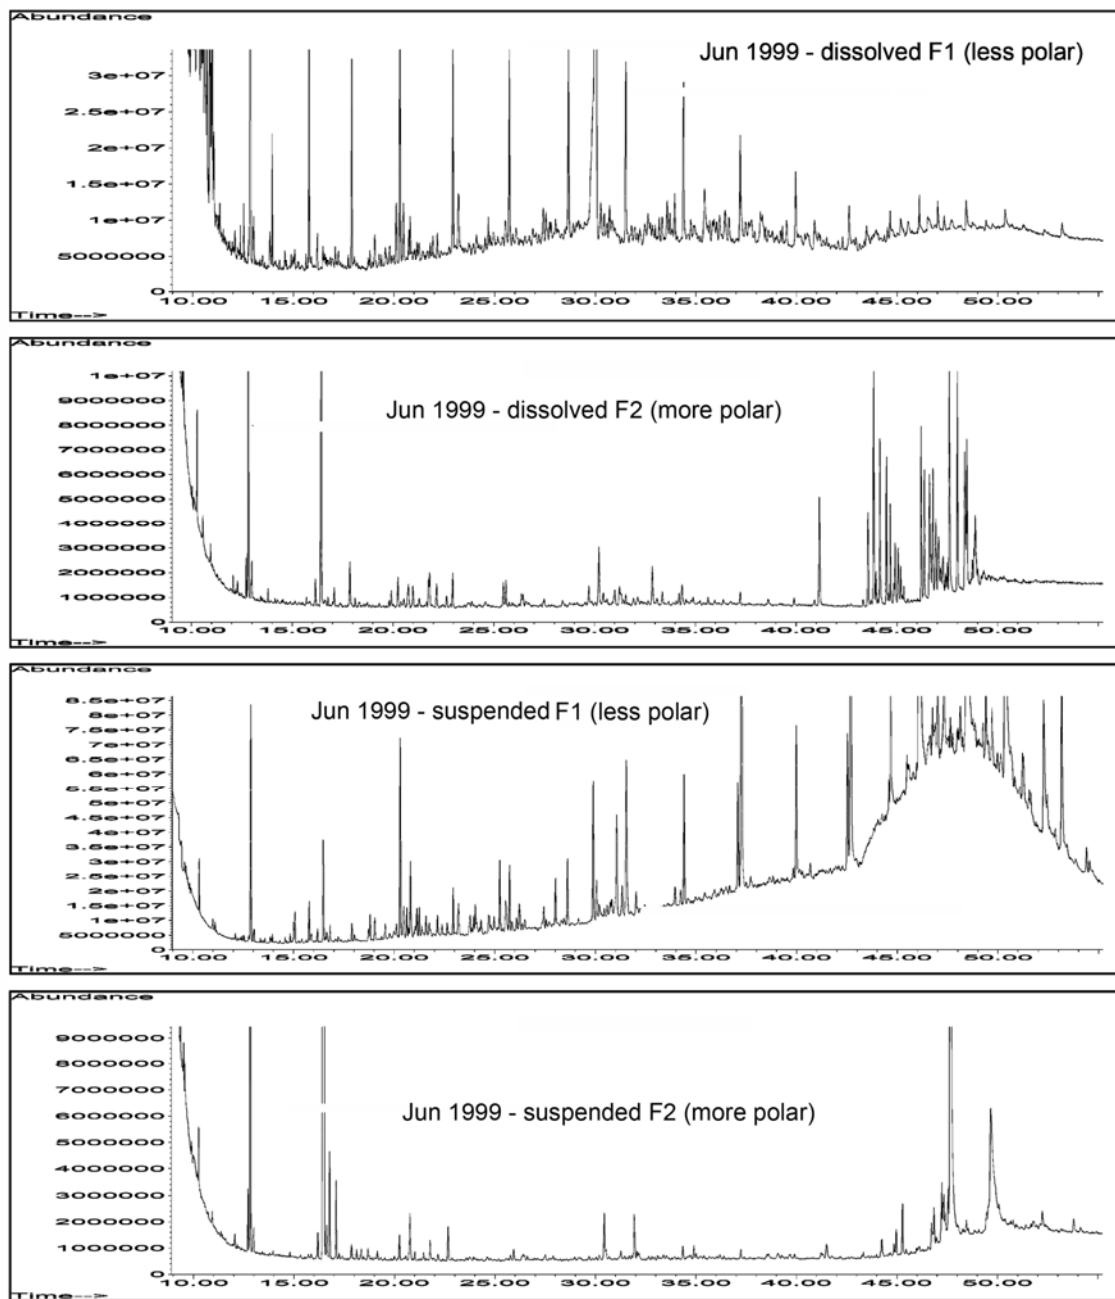 Abundance
Jun 1999 - dissolved F1 (less polar)
3e+07
2.5e+07
2e+07
1.5e+07
1e+07
5000000
0
10.00 15.00 20.00 25.00 30.00 35.00 40.00 45.00 50.00
Time-->
Abundance
1e+07
9000000
Jun 1999 - dissolved F2 (more polar)
8000000
7000000
6000000
5000000
4000000
3000000
2000000
1000000
0
10.00 15.00 20.00 25.00 30.00 35.00 40.00 45.00 50.00
Time-->
Abundance
8.5e+07
Jun 1999 - suspended F1 (less polar)
8e+07
7.5e+07
7e+07
6.5e+07
6e+07
5.5e+07
5e+07
4.5e+07
4e+07
3.5e+07
3e+07
2.5e+07
2e+07
1.5e+07
1e+07
5000000
0
10.00 15.00 20.00 25.00 30.00 35.00 40.00 45.00 50.00
Time-->
Abundance
9000000
8000000
7000000
Jun 1999 - suspended F2 (more polar)
6000000
5000000
4000000
3000000
2000000
1000000
0
10.00 15.00 20.00 25.00 30.00 35.00 40.00 45.00 50.00
Time-->